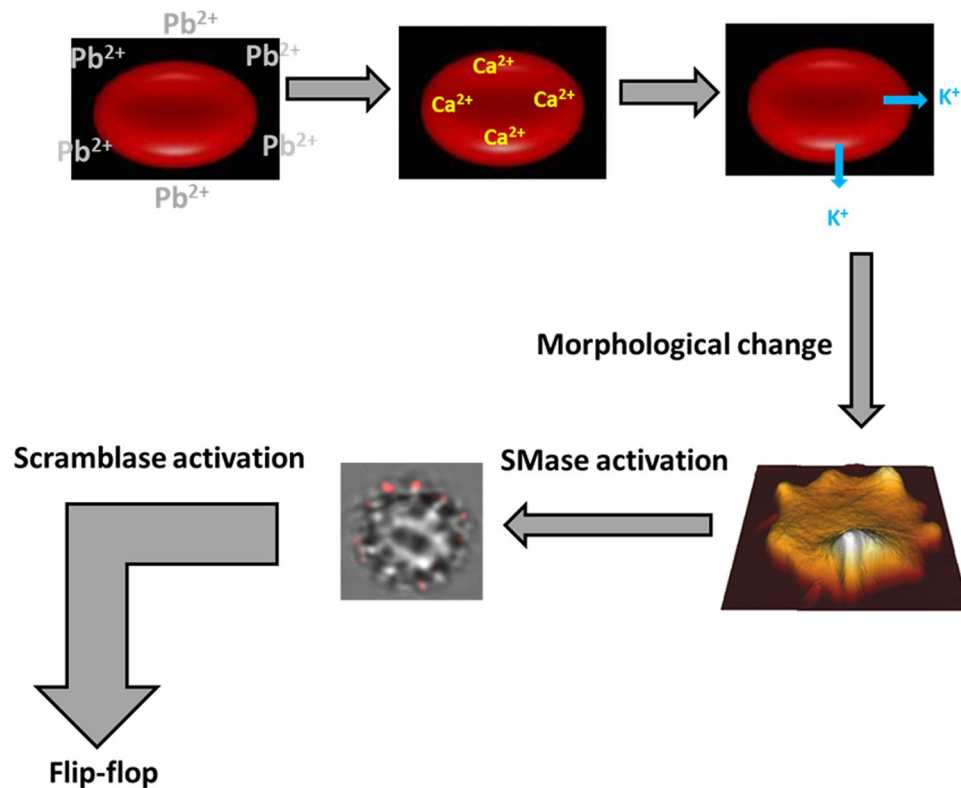 Pb²⁺
Pb²⁺ Pb²⁺
Pb²⁺ Pb²⁺
Pb²⁺
Ca²⁺
Ca²⁺ Ca²⁺
Ca²⁺
K⁺
K⁺
Morphological change
Scramblase activation
SMase activation
Flip-flop